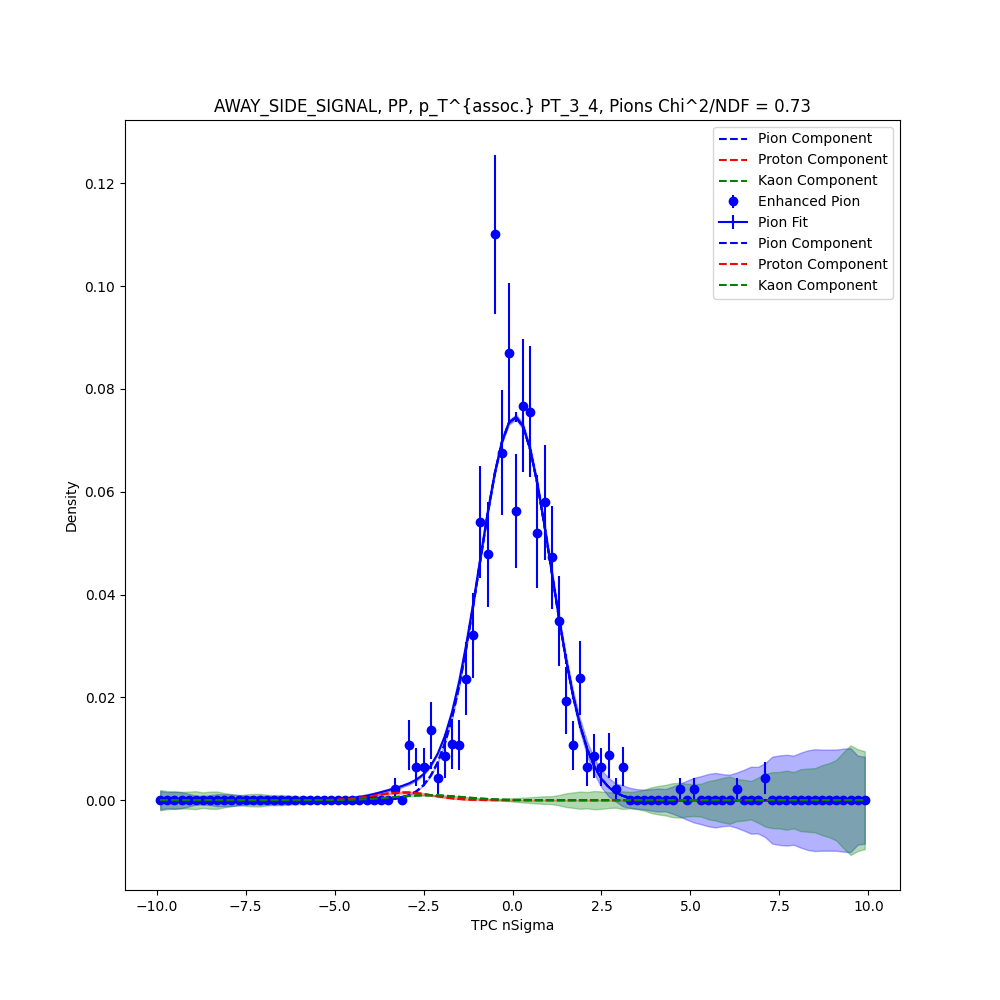 AWAY_SIDE_SIGNAL, PP, p_T^{assoc.} PT_3_4, Pions Chi^2/NDF = 0.73
Pion Component
Proton Component
Kaon Component
Enhanced Pion
Pion Fit
Pion Component
Proton Component
Kaon Component
0.12
0.10
0.08
0.06
0.04
0.02
0.00
Density
−10.0 −7.5 −5.0 −2.5 0.0 2.5 5.0 7.5 10.0
TPC nSigma